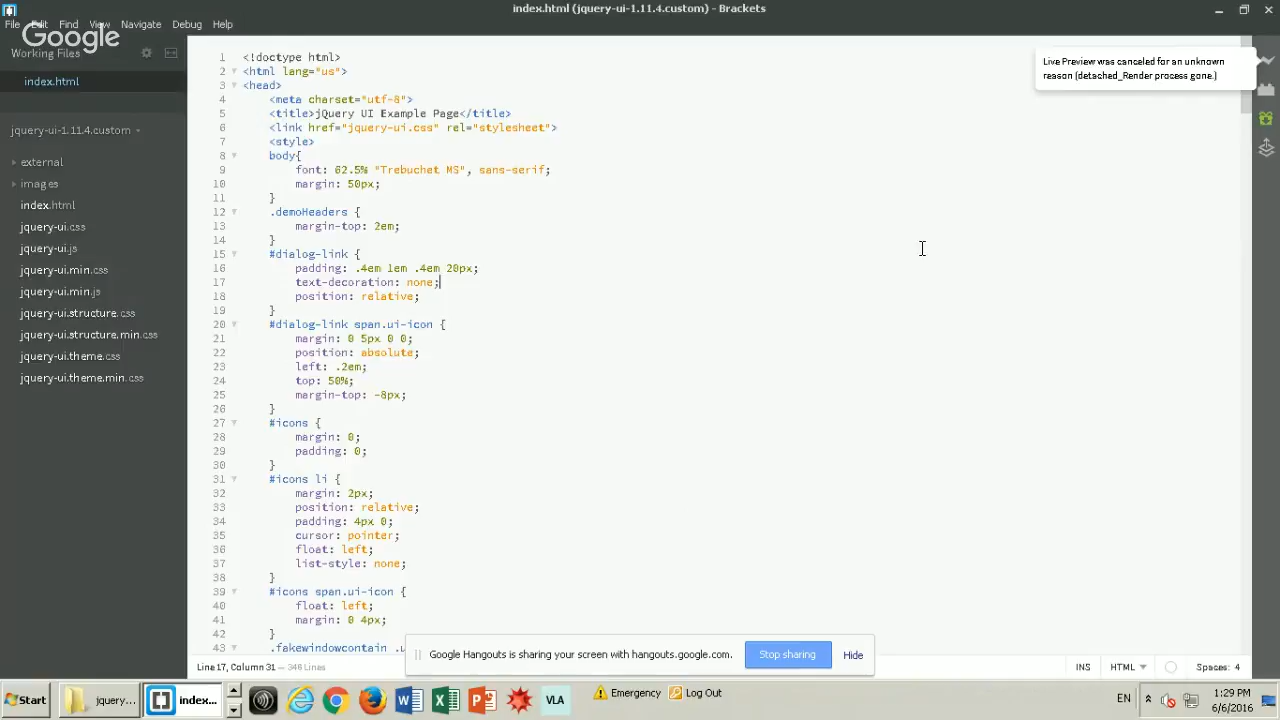 index.html (jquery-ui-1.11.4.custom) - Brackets
File Edit Find View Navigate Debug Help
Google
Working Files
index.html
jquery-ui-1.11.4.custom
external
images
index.html
jquery-ui.css
jquery-ui.js
jquery-ui.min.css
jquery-ui.min.js
jquery-ui.structure.css
jquery-ui.structure.min.css
jquery-ui.theme.css
jquery-ui.theme.min.css
1 <!doctype html>
2 <html lang="us">
3 <head>
4 <meta charset="utf-8">
5 <title>jQuery UI Example Page</title>
6 <link href="jquery-ui.css" rel="stylesheet">
7 <style>
8 body{
9 font: 62.5% "Trebuchet MS", sans-serif;
10 margin: 50px;
11 }
12 .demoHeaders {
13 margin-top: 2em;
14 }
15 #dialog-link {
16 padding: .4em 1em .4em 20px;
17 text-decoration: none;
18 position: relative;
19 }
20 #dialog-link span.ui-icon {
21 margin: 0 5px 0 0;
22 position: absolute;
23 left: .2em;
24 top: 50%;
25 margin-top: -8px;
26 }
27 #icons {
28 margin: 0;
29 padding: 0;
30 }
31 #icons li {
32 margin: 2px;
33 position: relative;
34 padding: 4px 0;
35 cursor: pointer;
36 float: left;
37 list-style: none;
38 }
39 #icons span.ui-icon {
40 float: left;
41 margin: 0 4px;
42 }
43 .fakewindowcontain .u
Live Preview was canceled for an unknown
reason (detached_Render process gone.)
Google Hangouts is sharing your screen with hangouts.google.com.
Stop sharing
Hide
Line 17, Column 31 — 346 Lines
INS HTML Spaces: 4
Start
jquery...
index...
VLA
Emergency Log Out
EN
1:29 PM
6/6/2016